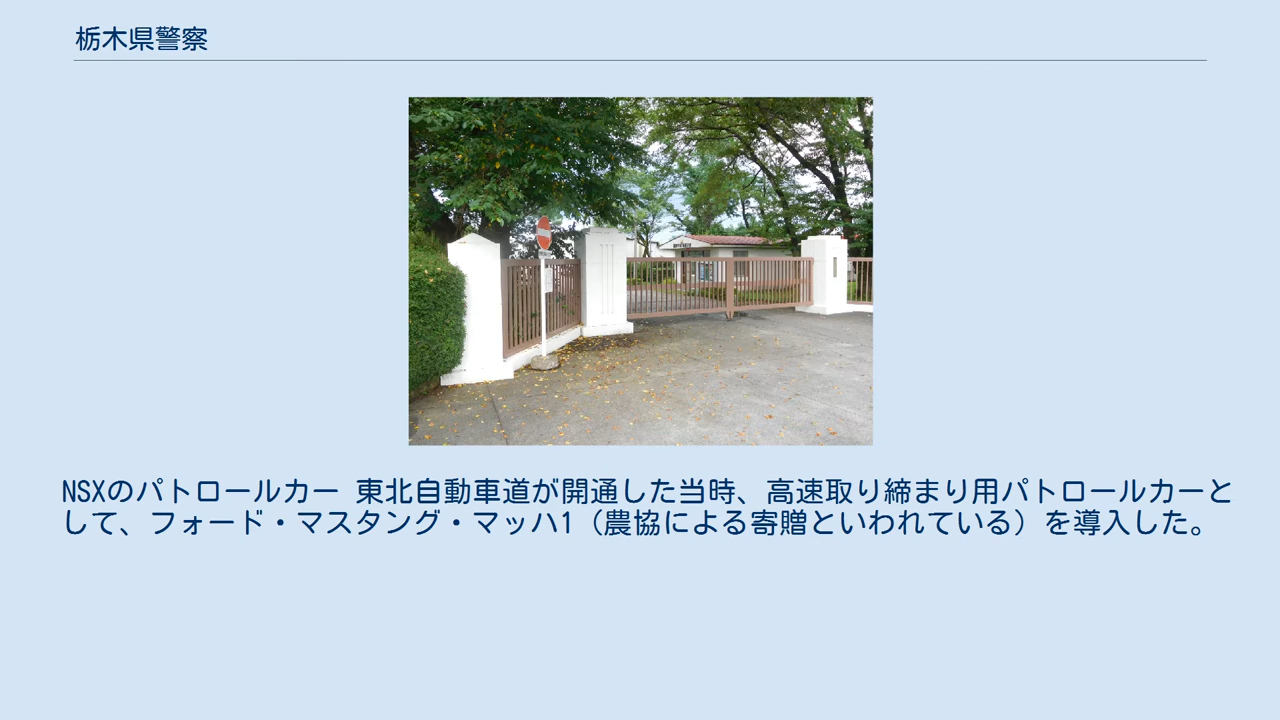 栃木県警察
NSXのパトロールカー 東北自動車道が開通した当時、高速取り締まり用パトロールカーと
して、フォード・マスタング・マッハ1（農協による寄贈といわれている）を導入した。